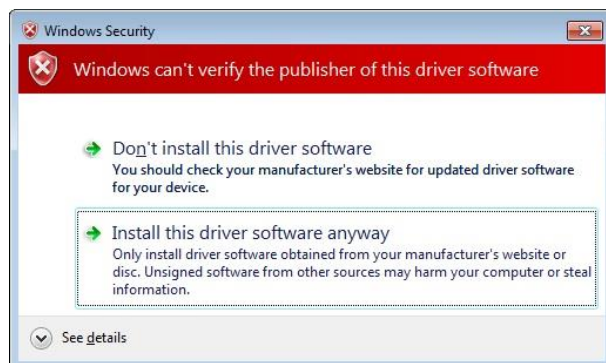 Windows Security
Windows can't verify the publisher of this driver software
Don't install this driver software
You should check your manufacturer's website for updated driver software
for your device.
Install this driver software anyway
Only install driver software obtained from your manufacturer's website or
disc. Unsigned software from other sources may harm your computer or steal
information.
See details